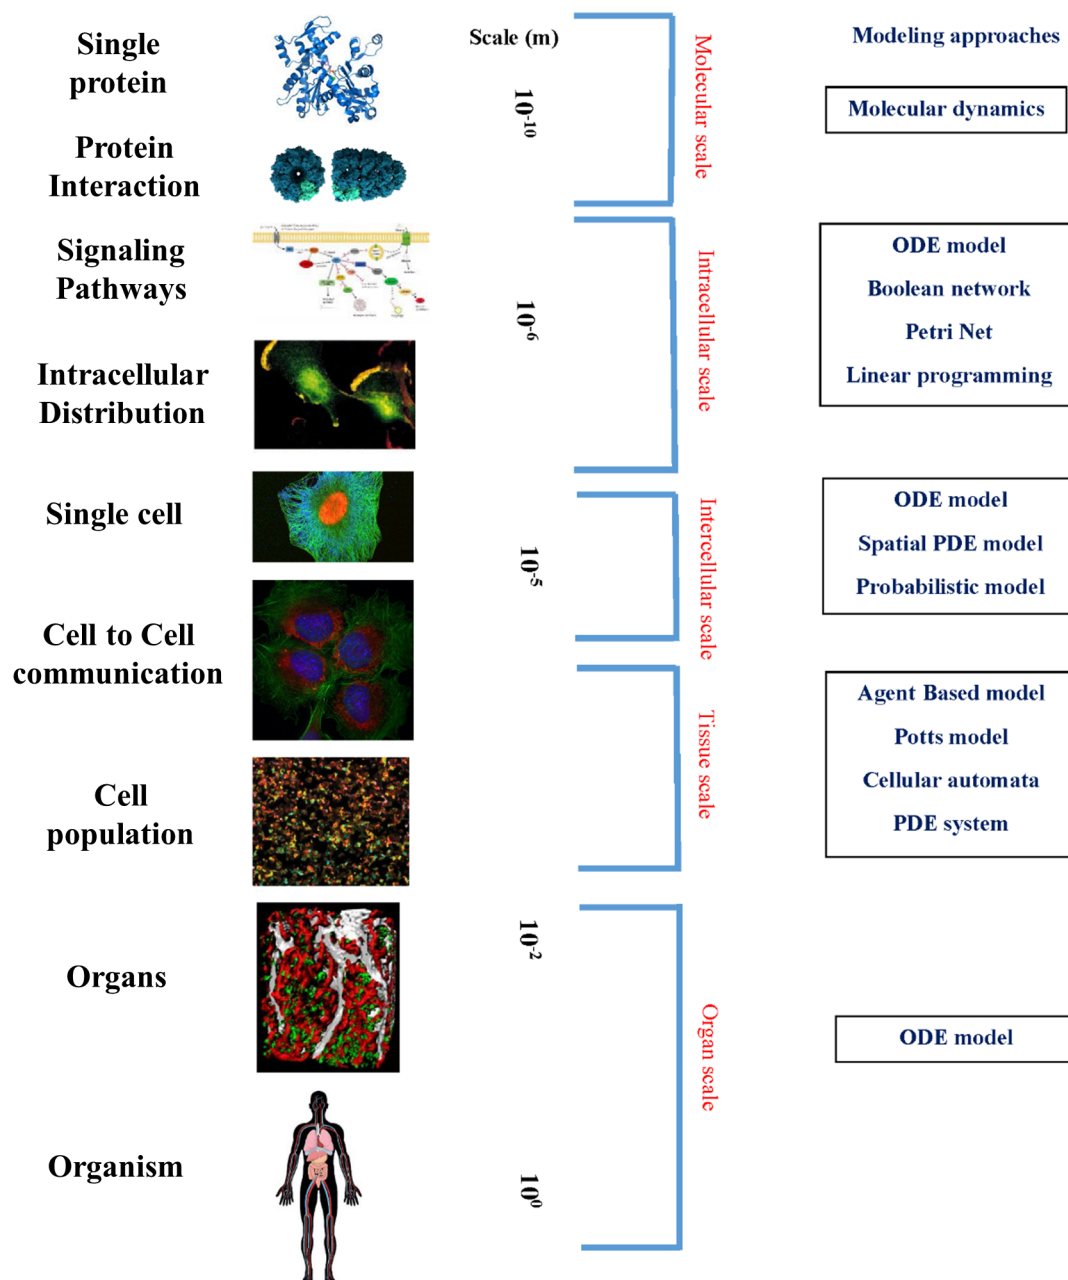 Single
protein
Scale (m)
Modeling approaches
10-10
Molecular scale
Molecular dynamics
Protein
Interaction
Signaling
Pathways
10-6
Intracellular scale
ODE model
Boolean network
Petri Net
Linear programming
Intracellular
Distribution
Single cell
10-5
Intercellular scale
ODE model
Spatial PDE model
Probabilistic model
Cell to Cell
communication
Tissue scale
Agent Based model
Potts model
Cellular automata
PDE system
Cell
population
Organs
10-2
Organ scale
ODE model
Organism
100